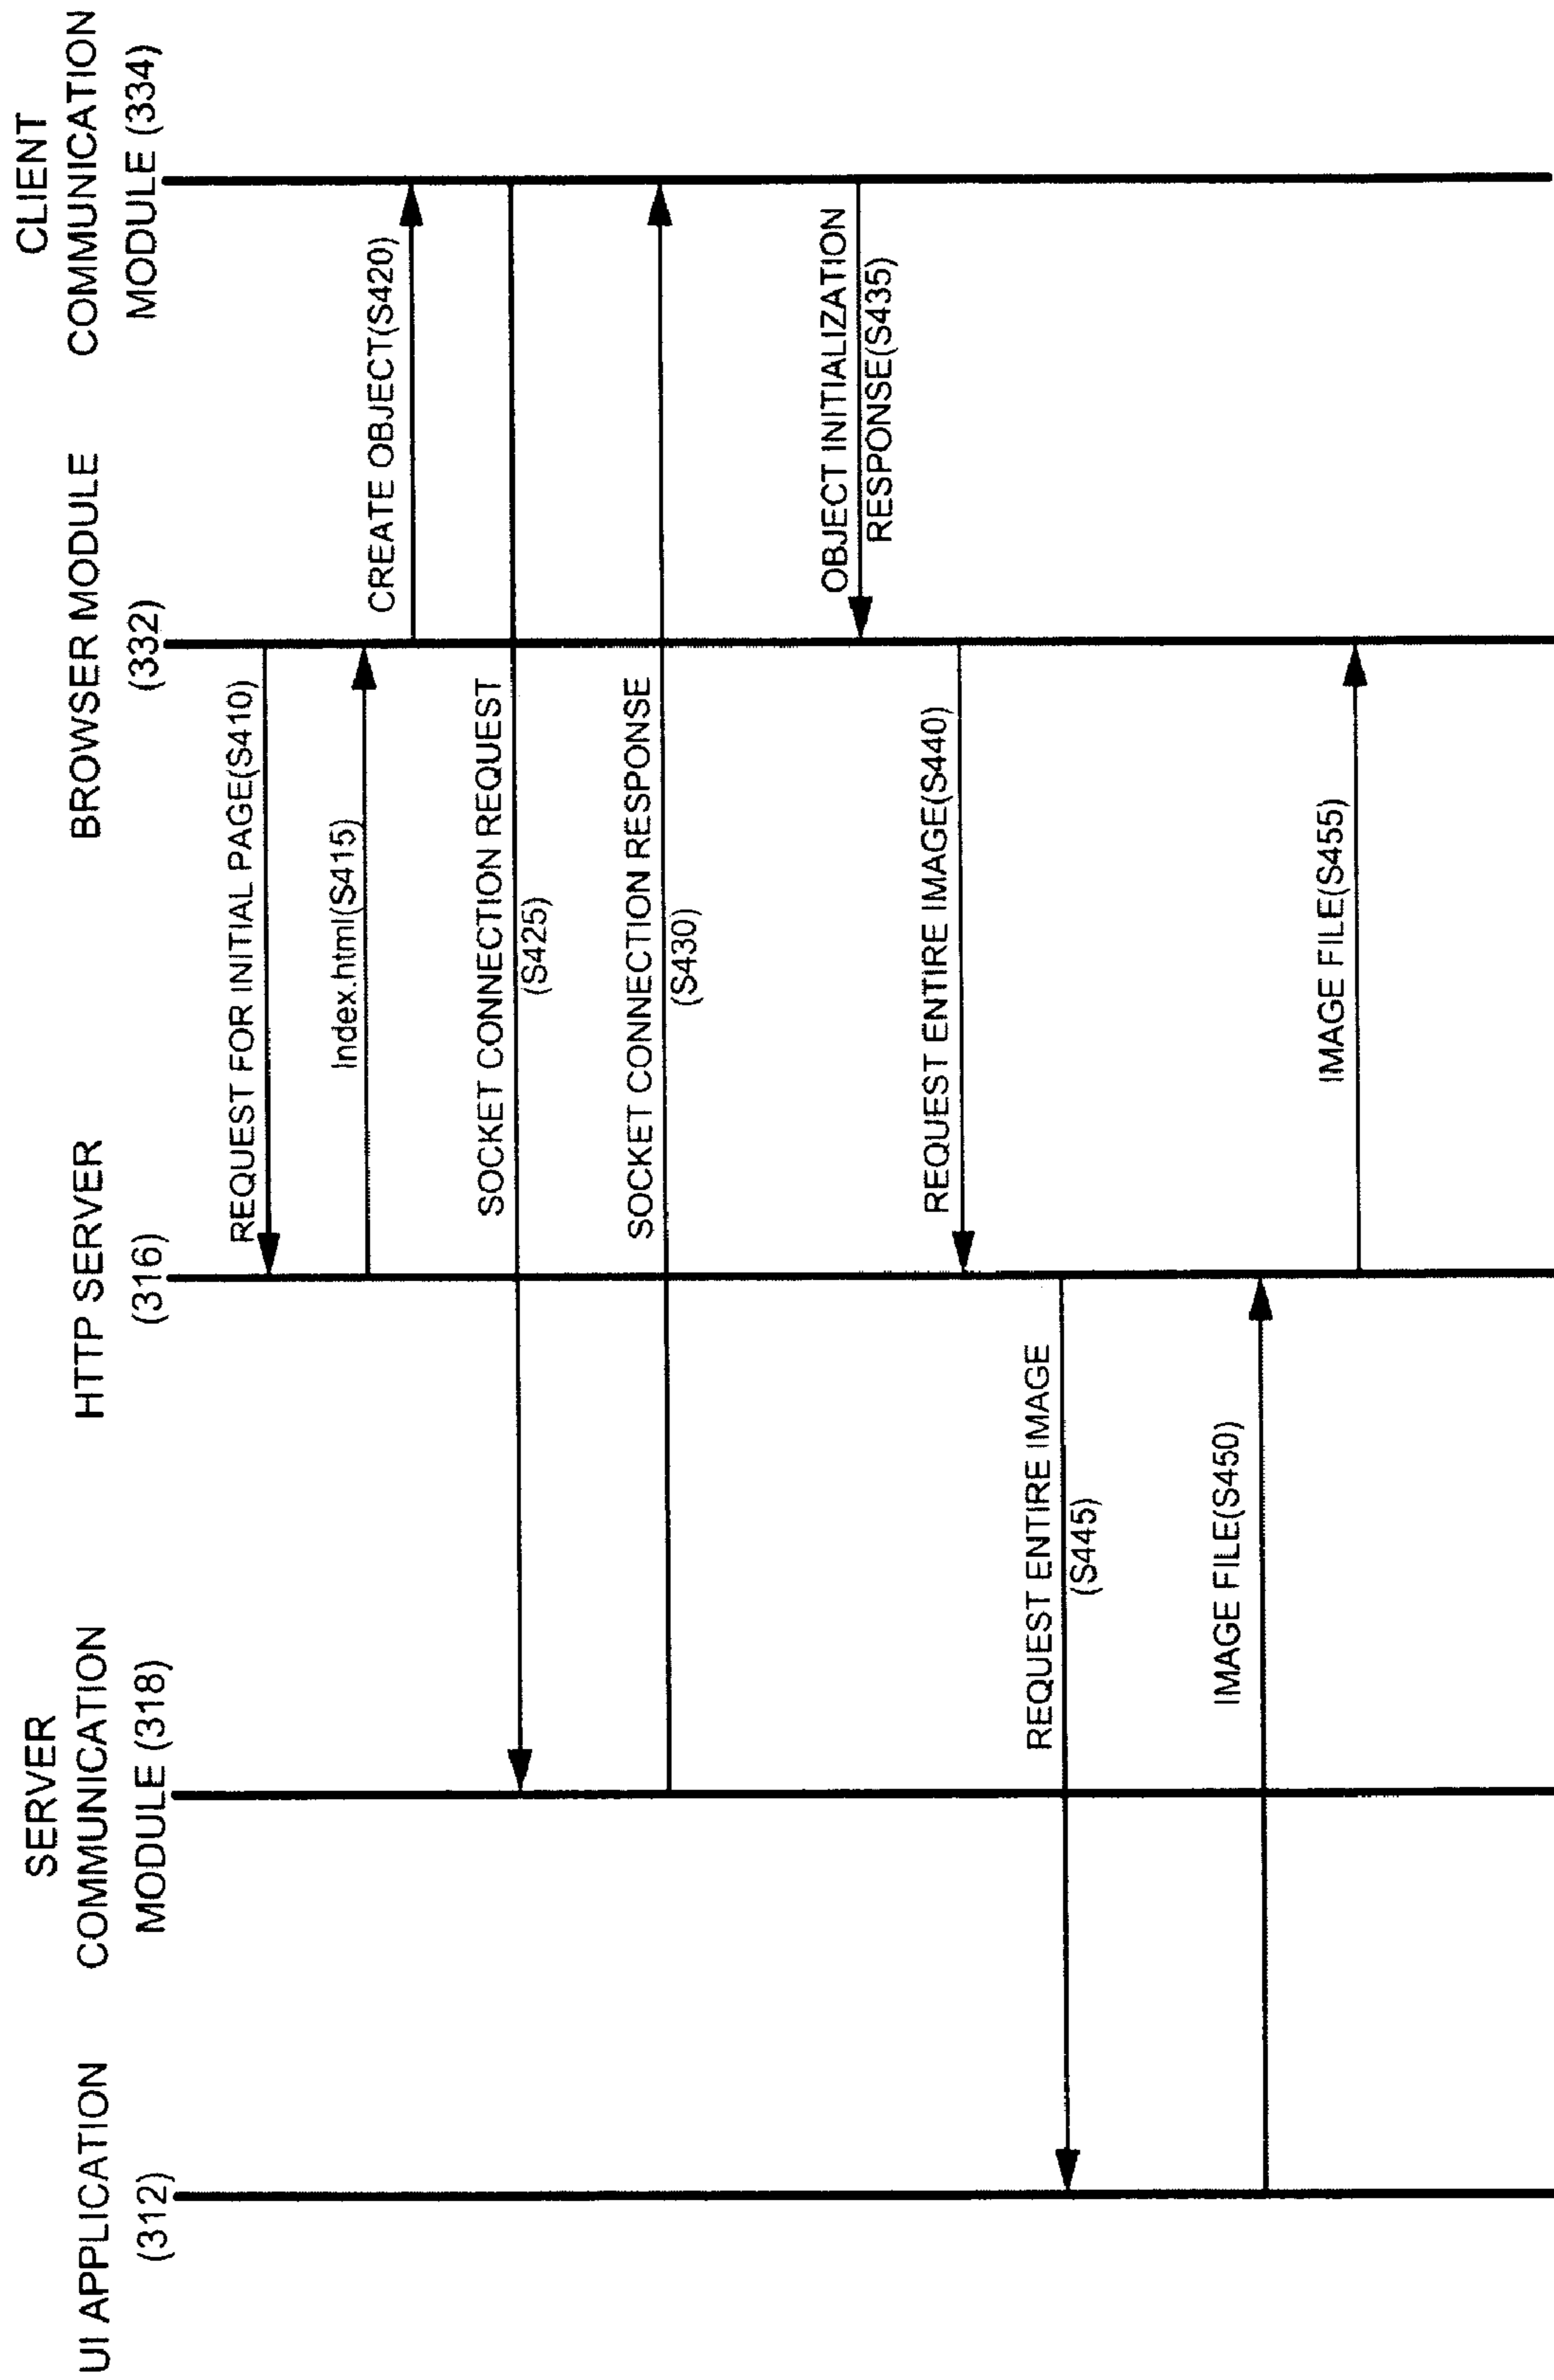 UI APPLICATION
(312)
SERVER
COMMUNICATION
MODULE (318)
HTTP SERVER
(316)
BROWSER MODULE
(332)
CLIENT
COMMUNICATION
MODULE (334)
REQUEST FOR INITIAL PAGE(S410)
Index.html(S415)
CREATE OBJECT(S420)
SOCKET CONNECTION REQUEST
(S425)
SOCKET CONNECTION RESPONSE
(S430)
OBJECT INITIALIZATION
RESPONSE(S435)
REQUEST ENTIRE IMAGE(S440)
REQUEST ENTIRE IMAGE
(S445)
IMAGE FILE(S450)
IMAGE FILE(S455)